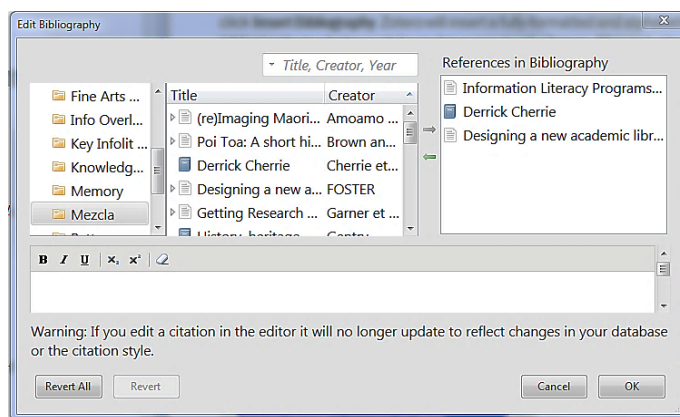 Edit Bibliography
Title, Creator, Year
References in Bibliography
Fine Arts ...
Info Overl...
Key Infolit ...
Knowledg...
Memory
Mezcla
Title Creator
(re)Imaging Maori... Amoamo ...
Poi Toa: A short hi... Brown an...
Derrick Cherrie Cherrie et...
Designing a new a... FOSTER
Getting Research ... Garner et ...
History, heritage Gentry
Information Literacy Programs...
Derrick Cherrie
Designing a new academic libr...
B I U x₁ x²
Warning: If you edit a citation in the editor it will no longer update to reflect changes in your database
or the citation style.
Revert All Revert Cancel OK